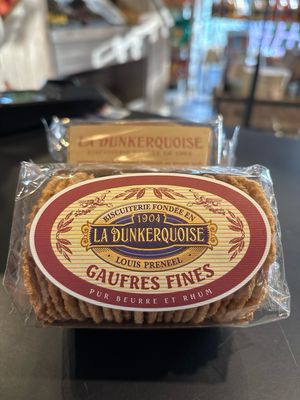 LA DUNKERQUOISE
BISCUITERIE FONDÉE EN
1904
LA DUNKERQUOISE
LOUIS PRENEEL
GAUFRES FINES
PUR BEURRE ET RHUM